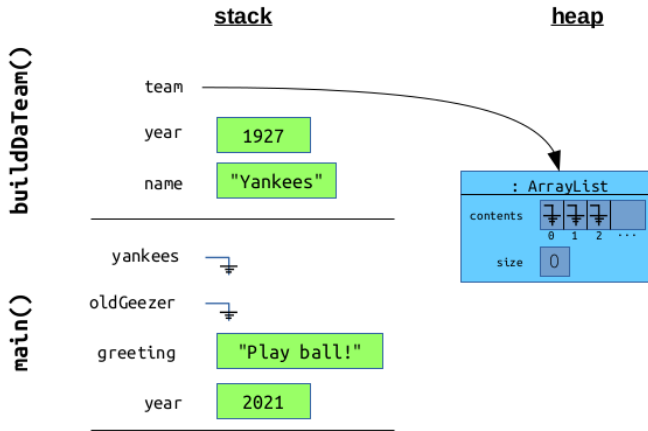 stack
heap
buildDaTeam()
team
year
1927
name
"Yankees"
: ArrayList
contents
0 1 2 ...
size
0
main()
yankees
oldGeezer
greeting
"Play ball!"
year
2021